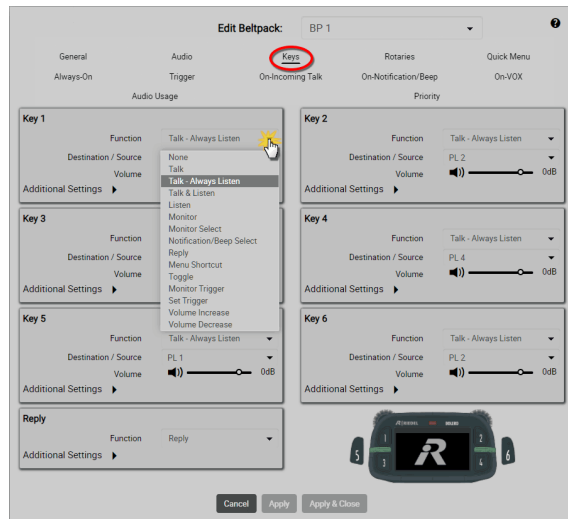 Edit Beltpack: BP 1
General Audio Keys Rotaries Quick Menu
Always-On Trigger On-Incoming Talk On-Notification/Beep On-VOX
Audio Usage Priority
Key 1
Function Talk - Always Listen
Destination / Source
Volume
Additional Settings
None
Talk
Talk - Always Listen
Talk & Listen
Listen
Monitor
Monitor Select
Notification/Beep Select
Reply
Menu Shortcut
Toggle
Monitor Trigger
Set Trigger
Volume Increase
Volume Decrease
Key 2
Function Talk - Always Listen
Destination / Source PL 2
Volume 0dB
Additional Settings
Key 3
Function
Destination / Source
Volume
Additional Settings
Key 4
Function Talk - Always Listen
Destination / Source PL 4
Volume 0dB
Additional Settings
Key 5
Function Talk - Always Listen
Destination / Source PL 1
Volume 0dB
Additional Settings
Key 6
Function Talk - Always Listen
Destination / Source PL 2
Volume 0dB
Additional Settings
Reply
Function Reply
Additional Settings
1 2
5 3 R 4 6
Cancel Apply Apply & Close